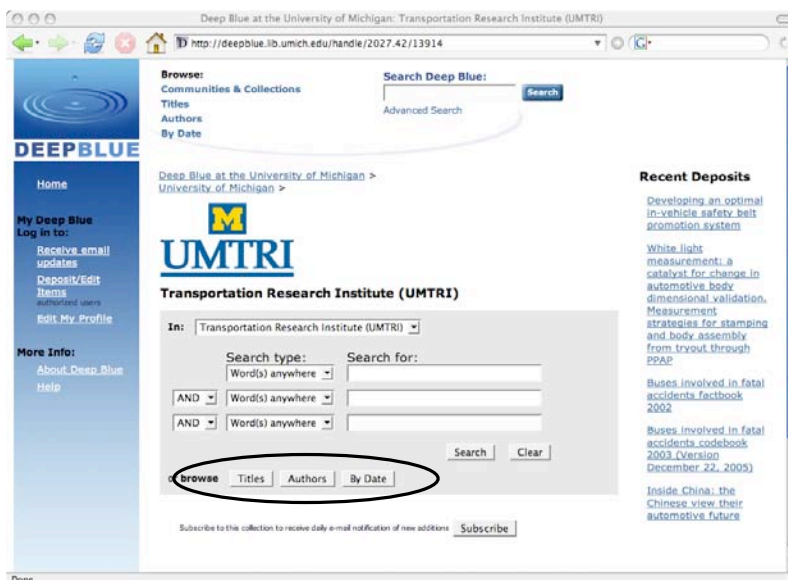 Deep Blue at the University of Michigan: Transportation Research Institute (UMTRI)
http://deepblue.lib.umich.edu/handle/2027.42/13914
DEEPBLUE
Home
My Deep Blue
Log in to:
Receive email
updates
Deposit/Edit
Items
authorized users
Edit My Profile
More Info:
About Deep Blue
Help
Browse:
Communities & Collections
Titles
Authors
By Date
Search Deep Blue:
Search
Advanced Search
Deep Blue at the University of Michigan >
University of Michigan >
M
UMTRI
Transportation Research Institute (UMTRI)
In: Transportation Research Institute (UMTRI)
Search type: Search for:
Word(s) anywhere
AND Word(s) anywhere
AND Word(s) anywhere
Search Clear
or browse Titles Authors By Date
Subscribe to this collection to receive daily e-mail notification of new additions Subscribe
Recent Deposits
Developing an optimal
in-vehicle safety belt
promotion system
White light
measurement: a
catalyst for change in
automotive body
dimensional validation.
Measurement
strategies for stamping
and body assembly
from tryout through
PPAP
Buses involved in fatal
accidents factbook
2002
Buses involved in fatal
accidents codebook
2003 (Version
December 22, 2005)
Inside China: the
Chinese view their
automotive future
Done